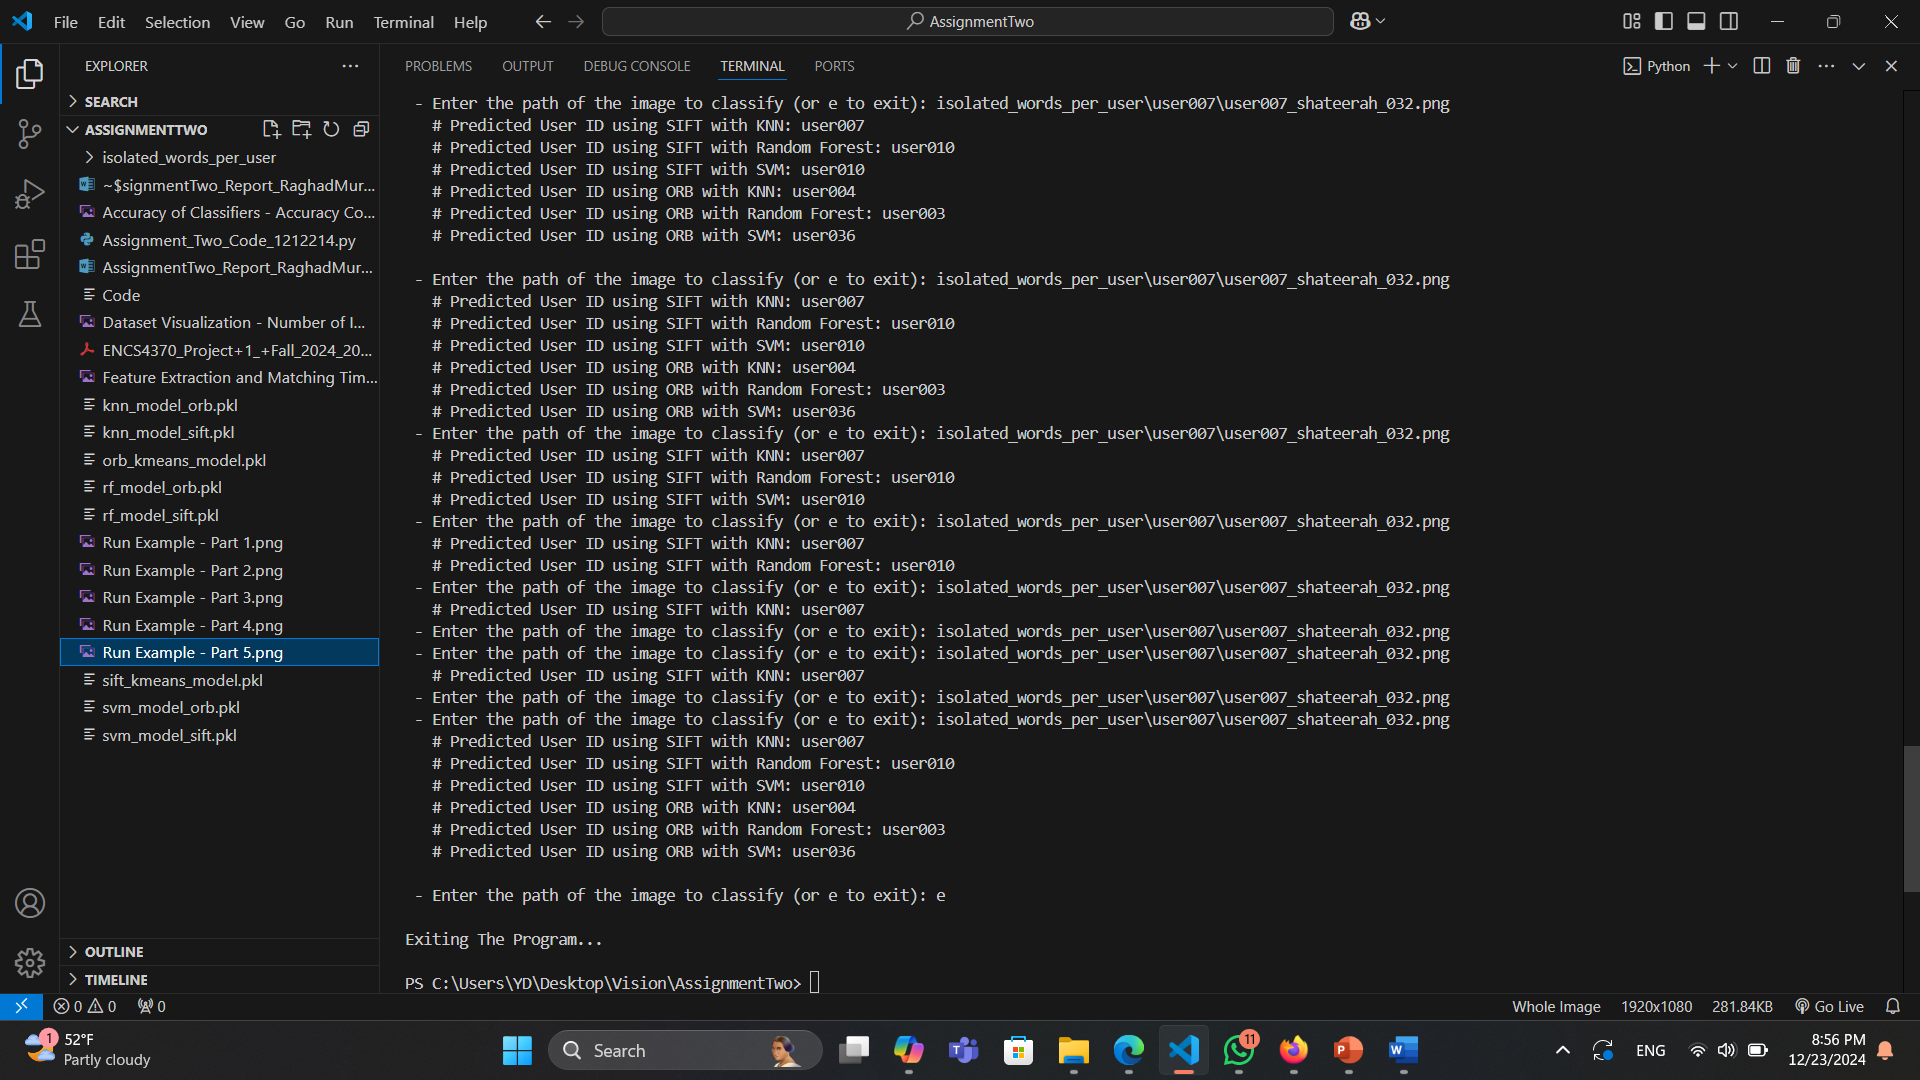 File Edit Selection View Go Run Terminal Help
AssignmentTwo
EXPLORER
SEARCH
ASSIGNMENTTWO
isolated_words_per_user
~$signmentTwo_Report_RaghadMur...
Accuracy of Classifiers - Accuracy Co...
Assignment_Two_Code_1212214.py
AssignmentTwo_Report_RaghadMur...
Code
Dataset Visualization - Number of I...
ENCS4370_Project+1_+Fall_2024_20...
Feature Extraction and Matching Tim...
knn_model_orb.pkl
knn_model_sift.pkl
orb_kmeans_model.pkl
rf_model_orb.pkl
rf_model_sift.pkl
Run Example - Part 1.png
Run Example - Part 2.png
Run Example - Part 3.png
Run Example - Part 4.png
Run Example - Part 5.png
sift_kmeans_model.pkl
svm_model_orb.pkl
svm_model_sift.pkl
OUTLINE
TIMELINE
PROBLEMS OUTPUT DEBUG CONSOLE TERMINAL PORTS
Python
- Enter the path of the image to classify (or e to exit): isolated_words_per_user\user007\user007_shateerah_032.png
# Predicted User ID using SIFT with KNN: user007
# Predicted User ID using SIFT with Random Forest: user010
# Predicted User ID using SIFT with SVM: user010
# Predicted User ID using ORB with KNN: user004
# Predicted User ID using ORB with Random Forest: user003
# Predicted User ID using ORB with SVM: user036
- Enter the path of the image to classify (or e to exit): isolated_words_per_user\user007\user007_shateerah_032.png
# Predicted User ID using SIFT with KNN: user007
# Predicted User ID using SIFT with Random Forest: user010
# Predicted User ID using SIFT with SVM: user010
# Predicted User ID using ORB with KNN: user004
# Predicted User ID using ORB with Random Forest: user003
# Predicted User ID using ORB with SVM: user036
- Enter the path of the image to classify (or e to exit): isolated_words_per_user\user007\user007_shateerah_032.png
# Predicted User ID using SIFT with KNN: user007
# Predicted User ID using SIFT with Random Forest: user010
# Predicted User ID using SIFT with SVM: user010
- Enter the path of the image to classify (or e to exit): isolated_words_per_user\user007\user007_shateerah_032.png
# Predicted User ID using SIFT with KNN: user007
# Predicted User ID using SIFT with Random Forest: user010
- Enter the path of the image to classify (or e to exit): isolated_words_per_user\user007\user007_shateerah_032.png
# Predicted User ID using SIFT with KNN: user007
- Enter the path of the image to classify (or e to exit): isolated_words_per_user\user007\user007_shateerah_032.png
- Enter the path of the image to classify (or e to exit): isolated_words_per_user\user007\user007_shateerah_032.png
# Predicted User ID using SIFT with KNN: user007
- Enter the path of the image to classify (or e to exit): isolated_words_per_user\user007\user007_shateerah_032.png
- Enter the path of the image to classify (or e to exit): isolated_words_per_user\user007\user007_shateerah_032.png
# Predicted User ID using SIFT with KNN: user007
# Predicted User ID using SIFT with Random Forest: user010
# Predicted User ID using SIFT with SVM: user010
# Predicted User ID using ORB with KNN: user004
# Predicted User ID using ORB with Random Forest: user003
# Predicted User ID using ORB with SVM: user036
- Enter the path of the image to classify (or e to exit): e
Exiting The Program...
PS C:\Users\YD\Desktop\Vision\AssignmentTwo>
0 0 0
Whole Image 1920x1080 281.84KB Go Live
1
52°F
Partly cloudy
Search
11
ENG
8:56 PM
12/23/2024